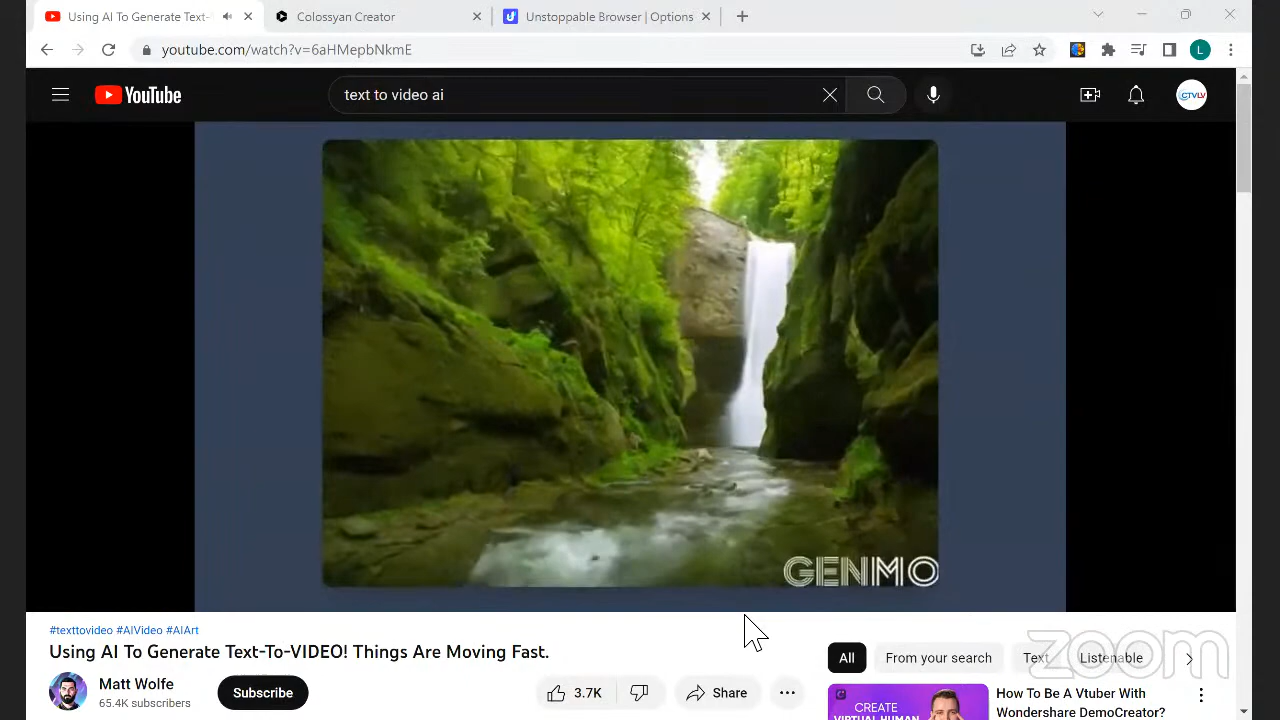 Using AI To Generate Text-
Colossyan Creator
Unstoppable Browser | Options
youtube.com/watch?v=6aHMepbNkmE
L
YouTube
text to video ai
CTVLV
GENMO
#texttovideo #AIVideo #AIArt
Using AI To Generate Text-To-VIDEO! Things Are Moving Fast.
Matt Wolfe
65.4K subscribers
Subscribe
3.7K
Share
All
From your search
Text
Listenable
zoom
CREATE
VIRTUAL HUMAN
How To Be A Vtuber With
Wondershare DemoCreator?